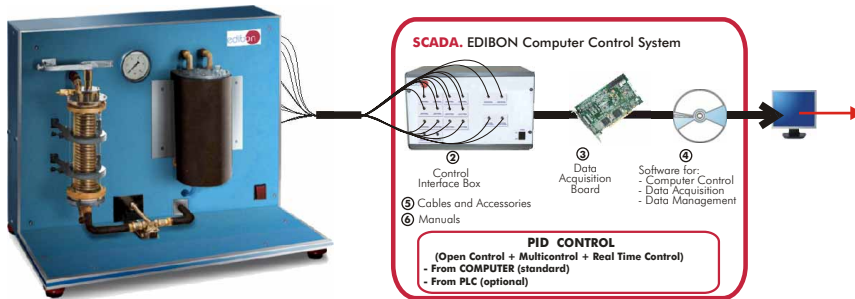 edibon
SCADA. EDIBON Computer Control System
②
Control
Interface Box
③
Data
Acquisition
Board
④
Software for:
- Computer Control
- Data Acquisition
- Data Management
⑤ Cables and Accessories
⑥ Manuals
PID CONTROL
(Open Control + Multicontrol + Real Time Control)
- From COMPUTER (standard)
- From PLC (optional)